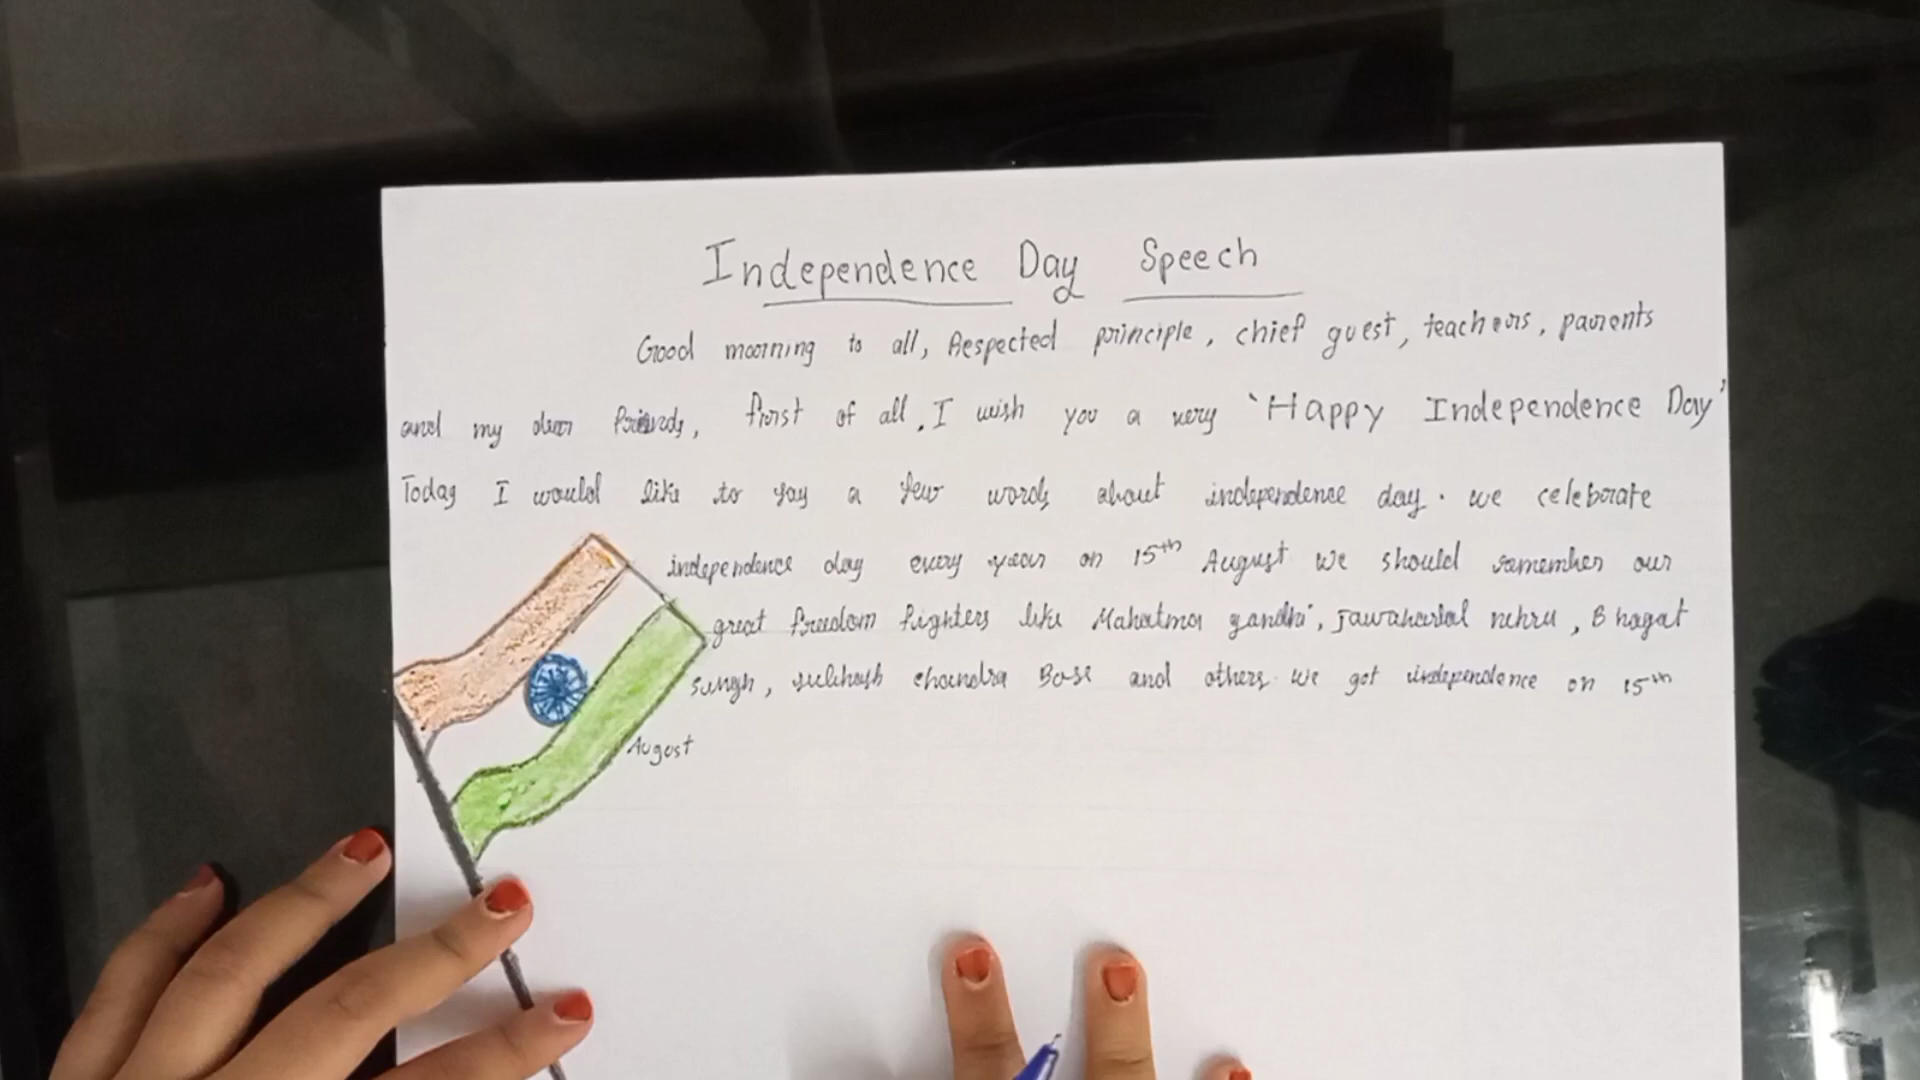 Independence Day Speech
Good morning to all, Respected principle, chief guest, teachers, parents
and my dear friends, first of all, I wish you a very 'Happy Independence Day'
Today I would like to say a few words about independence day. we celebrate
independence day every year on 15th August we should remember our
great freedom fighters like Mahatma gandhi, jawaharlal nehru, Bhagat
singh, subhash chandra Bose and others. we got independence on 15th
August